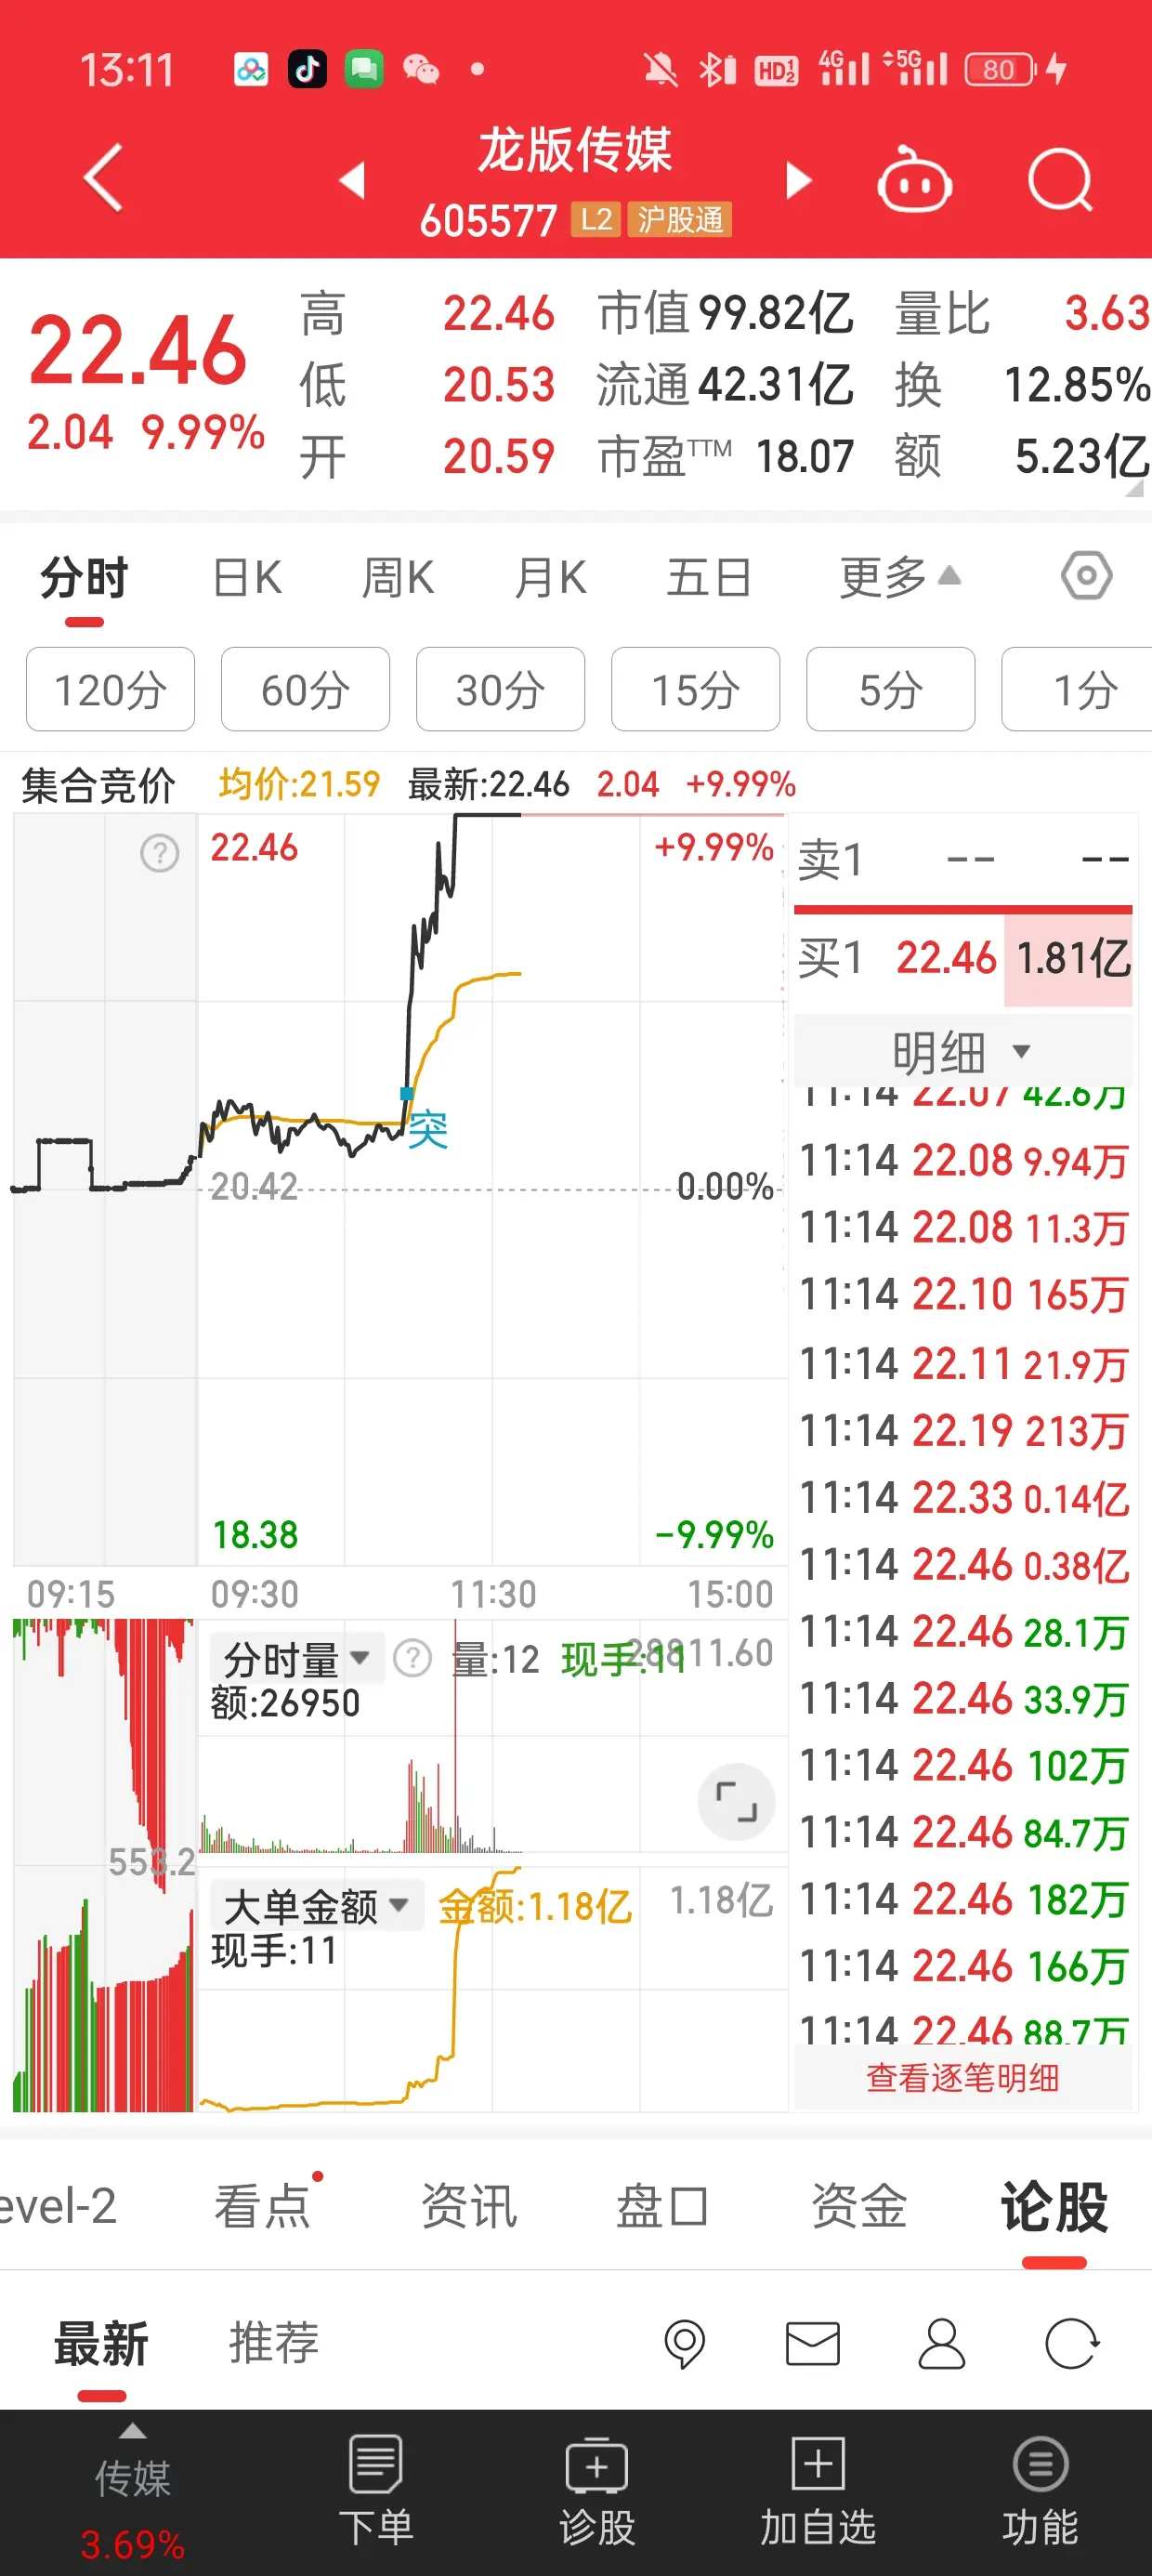 13:11 HD 1 2 4G 5G 80
龙版传媒
605577 L2 沪股通
22.46
2.04 9.99%
高 22.46 市值 99.82亿 量比 3.63
低 20.53 流通 42.31亿 换 12.85%
开 20.59 市盈TTM 18.07 额 5.23亿
分时 日K 周K 月K 五日 更多
120分 60分 30分 15分 5分 1分
集合竞价 均价:21.59 最新:22.46 2.04 +9.99%
? 22.46 +9.99%
突
20.42 0.00%
18.38 -9.99%
09:15 09:30 11:30 15:00
分时量 ? 量:12 现手:11 28811.60
额:26950
553.2
大单金额 金额:1.18亿 1.18亿
现手:11
卖1 -- --
买1 22.46 1.81亿
明细
11:14 22.07 42.6万
11:14 22.08 9.94万
11:14 22.08 11.3万
11:14 22.10 165万
11:14 22.11 21.9万
11:14 22.19 213万
11:14 22.33 0.14亿
11:14 22.46 0.38亿
11:14 22.46 28.1万
11:14 22.46 33.9万
11:14 22.46 102万
11:14 22.46 84.7万
11:14 22.46 182万
11:14 22.46 166万
11:14 22.46 88.7万
查看逐笔明细
evel-2 看点 资讯 盘口 资金 论股
最新 推荐
传媒 下单 诊股 加自选 功能
3.69%